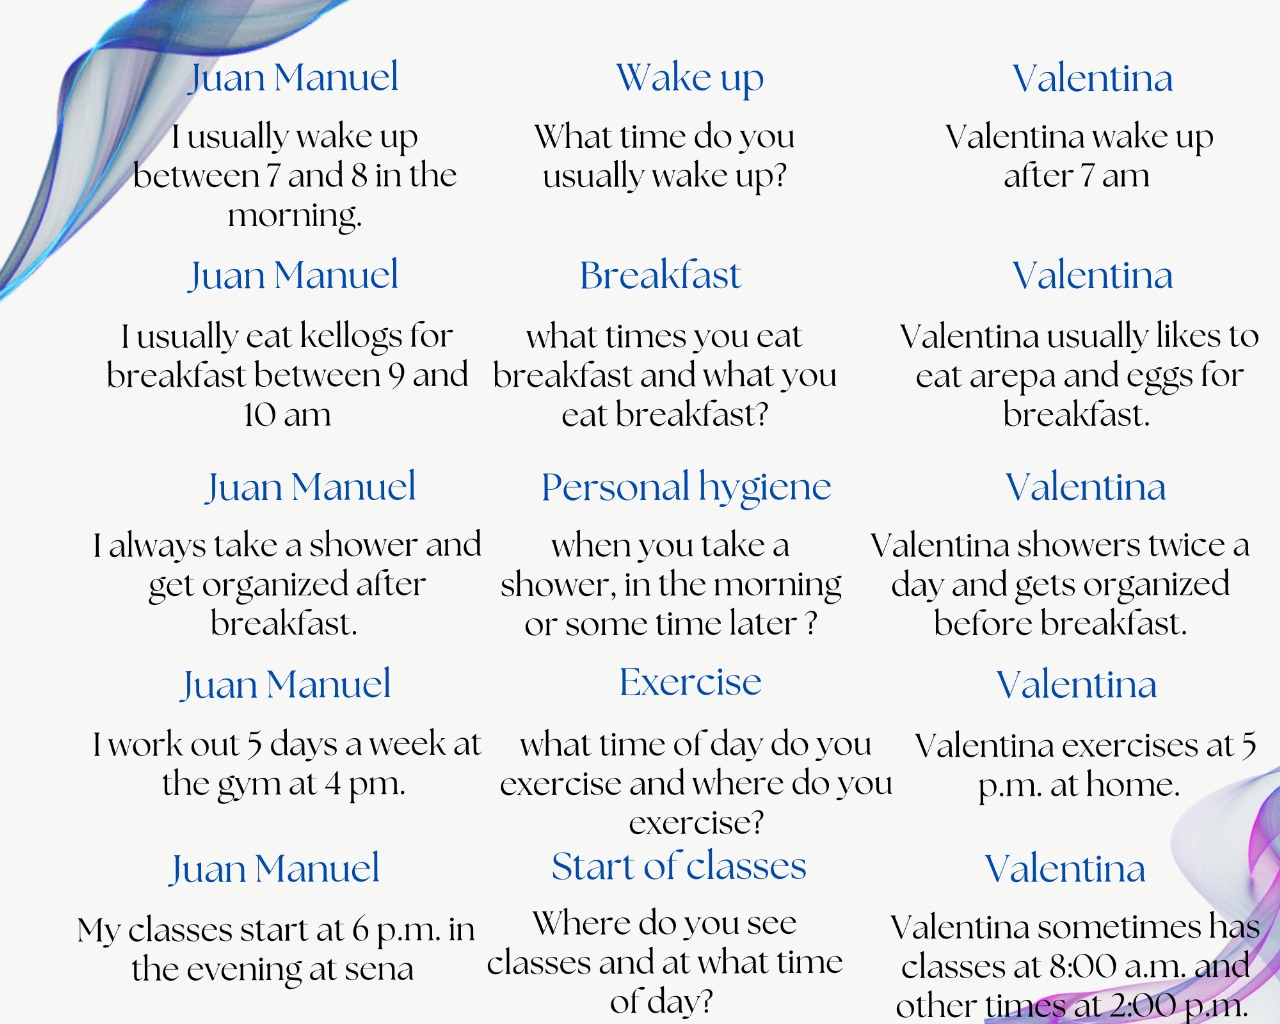 Juan Manuel
I usually wake up
between 7 and 8 in the
morning.
Wake up
What time do you
usually wake up?
Valentina
Valentina wake up
after 7 am
Juan Manuel
I usually eat kellogs for
breakfast between 9 and
10 am
Breakfast
what times you eat
breakfast and what you
eat breakfast?
Valentina
Valentina usually likes to
eat arepa and eggs for
breakfast.
Juan Manuel
I always take a shower and
get organized after
breakfast.
Personal hygiene
when you take a
shower, in the morning
or some time later ?
Valentina
Valentina showers twice a
day and gets organized
before breakfast.
Juan Manuel
I work out 5 days a week at
the gym at 4 pm.
Exercise
what time of day do you
exercise and where do you
exercise?
Valentina
Valentina exercises at 5
p.m. at home.
Juan Manuel
My classes start at 6 p.m. in
the evening at sena
Start of classes
Where do you see
classes and at what time
of day?
Valentina
Valentina sometimes has
classes at 8:00 a.m. and
other times at 2:00 p.m.